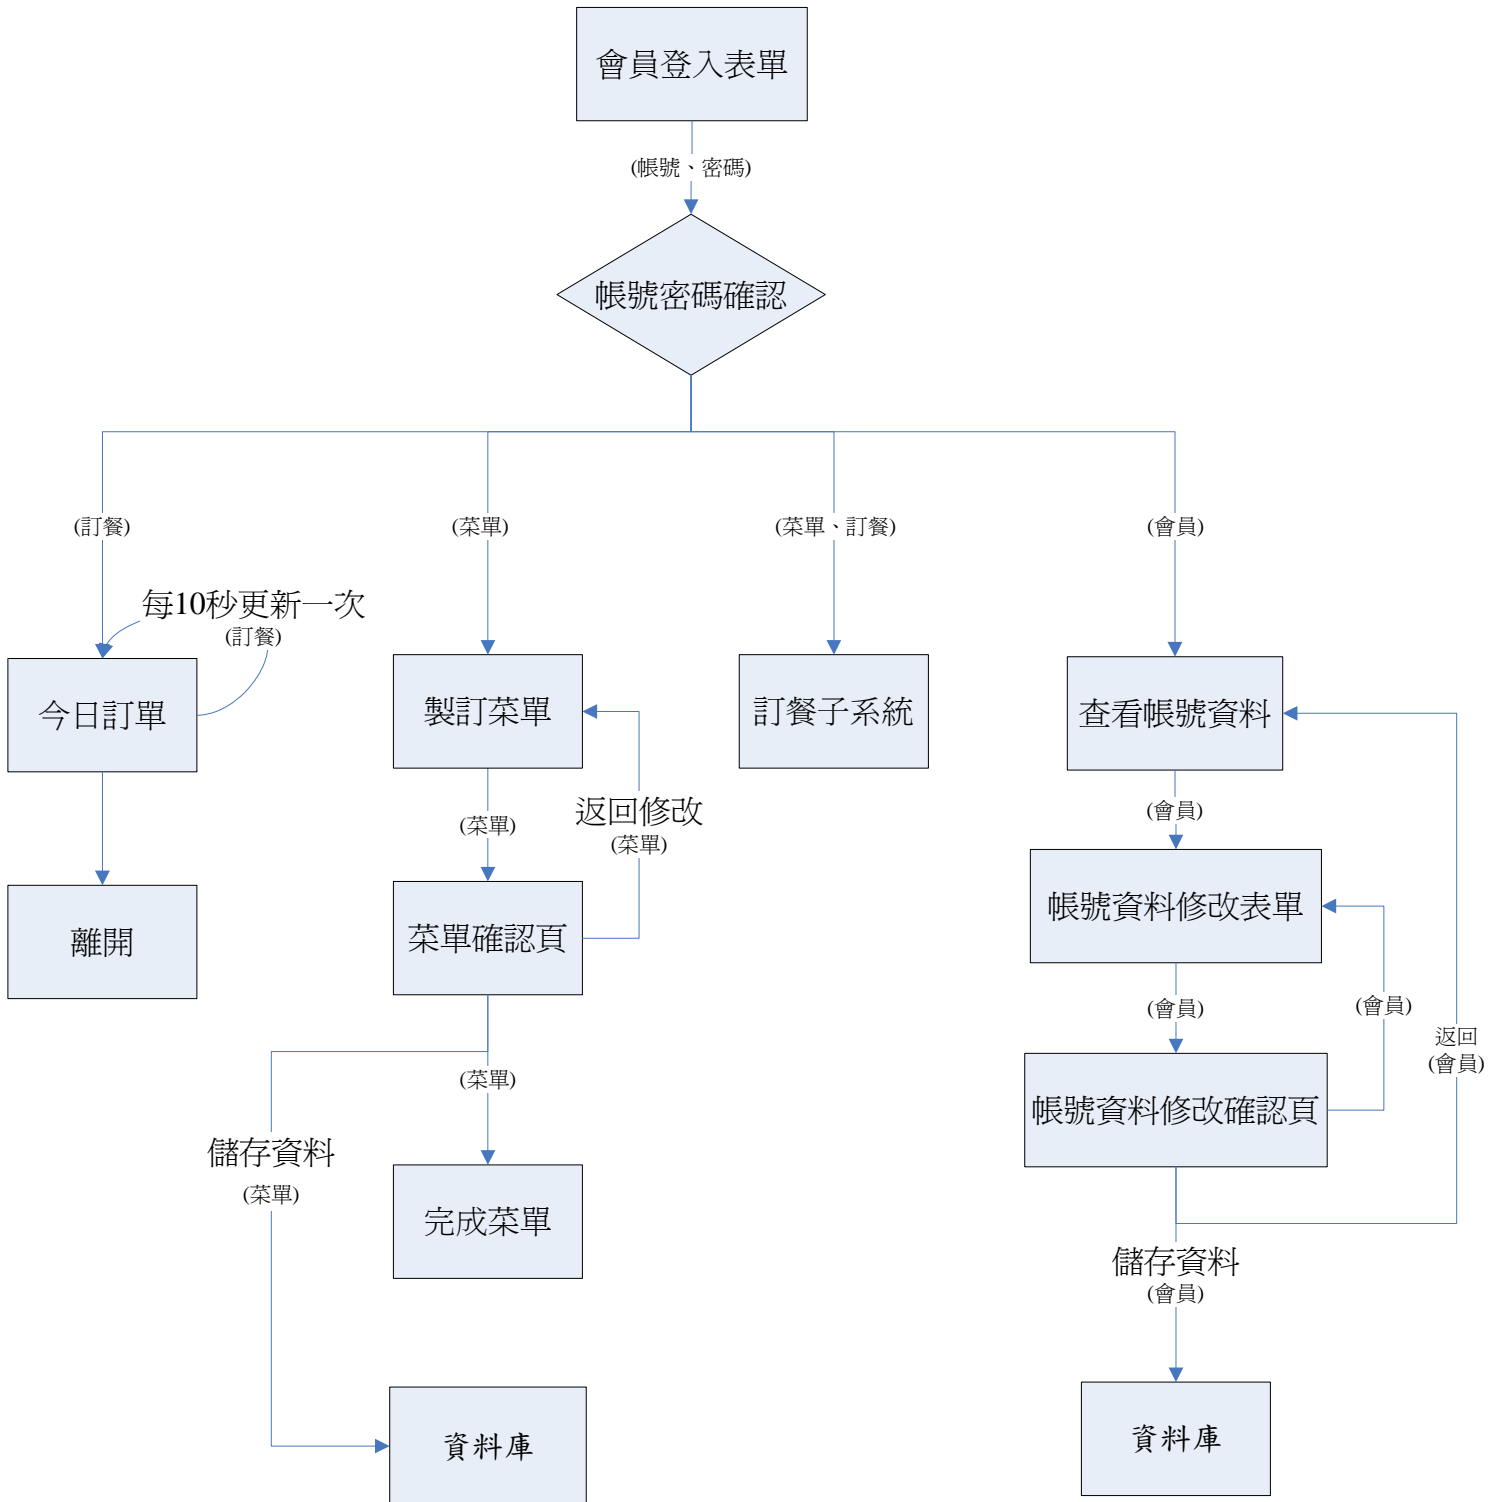 會員登入表單
(帳號、密碼)
帳號密碼確認
(訂餐)
(菜單)
(菜單、訂餐)
(會員)
每10秒更新一次
(訂餐)
今日訂單
製訂菜單
訂餐子系統
查看帳號資料
返回修改
(菜單)
(菜單)
(會員)
離開
菜單確認頁
帳號資料修改表單
(會員)
(會員)
返回
(會員)
(菜單)
帳號資料修改確認頁
儲存資料
(菜單)
完成菜單
儲存資料
(會員)
資料庫
資料庫